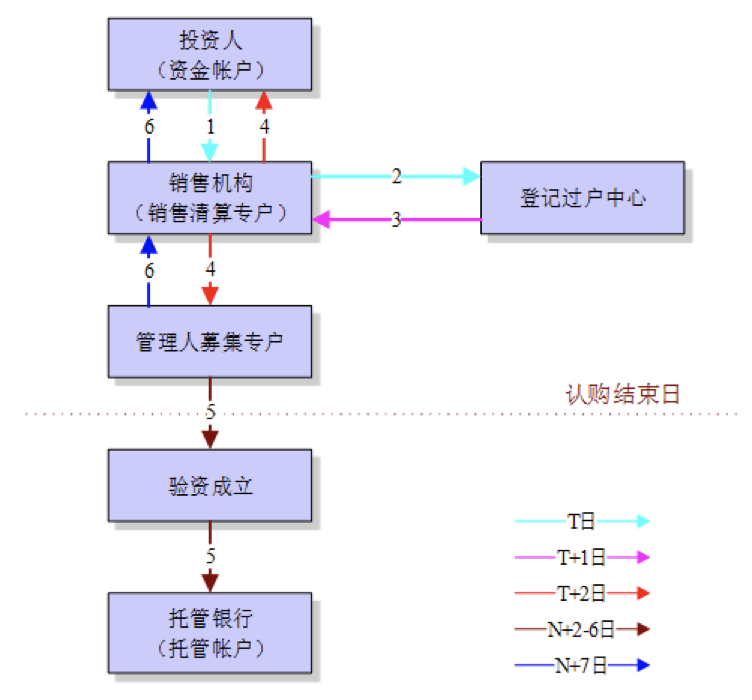 投资人
（资金帐户）
6
1
4
销售机构
（销售清算专户）
2
3
登记过户中心
6
4
管理人募集专户
认购结束日
5
验资成立
5
托管银行
（托管帐户）
T日
T+1日
T+2日
N+2-6日
N+7日